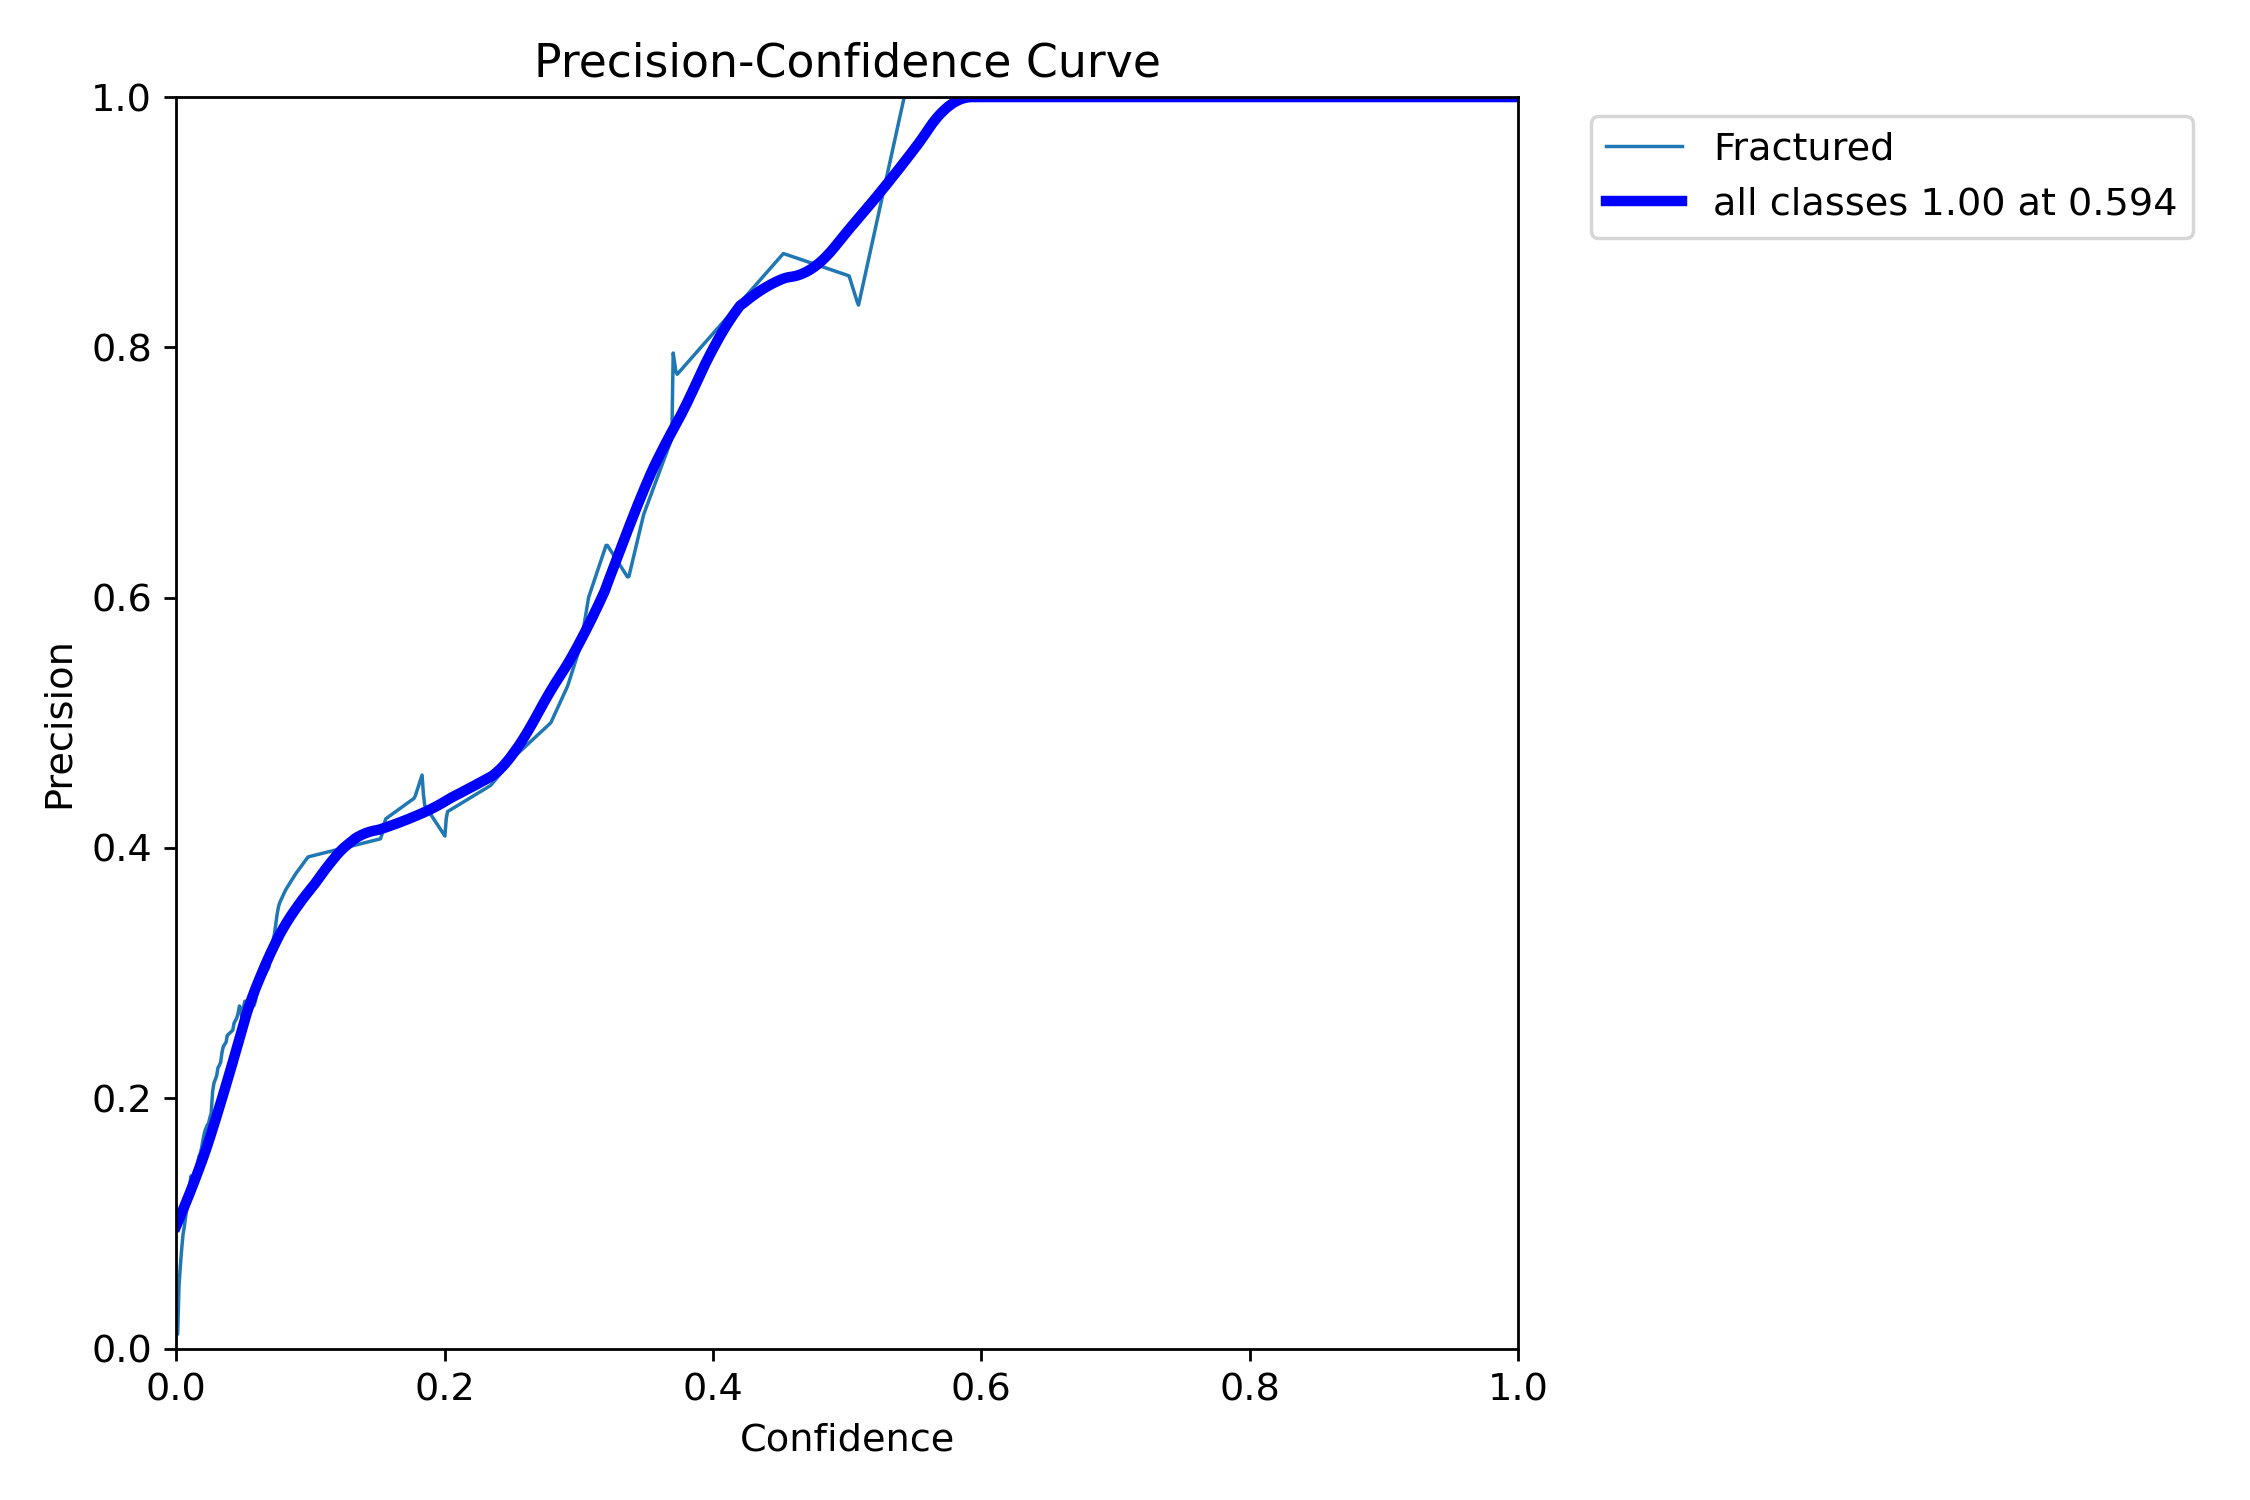 Precision-Confidence Curve
1.0
0.8
0.6
0.4
0.2
0.0
Precision
0.0 0.2 0.4 0.6 0.8 1.0
Confidence
Fractured
all classes 1.00 at 0.594